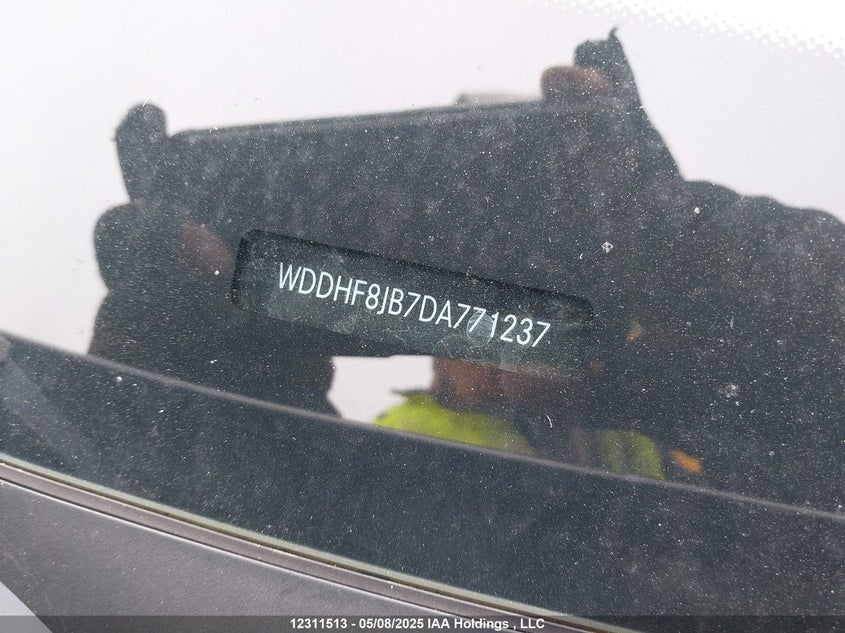 WDDHF8JB7DA771237
12311513 - 05/08/2025 IAA Holdings , LLC